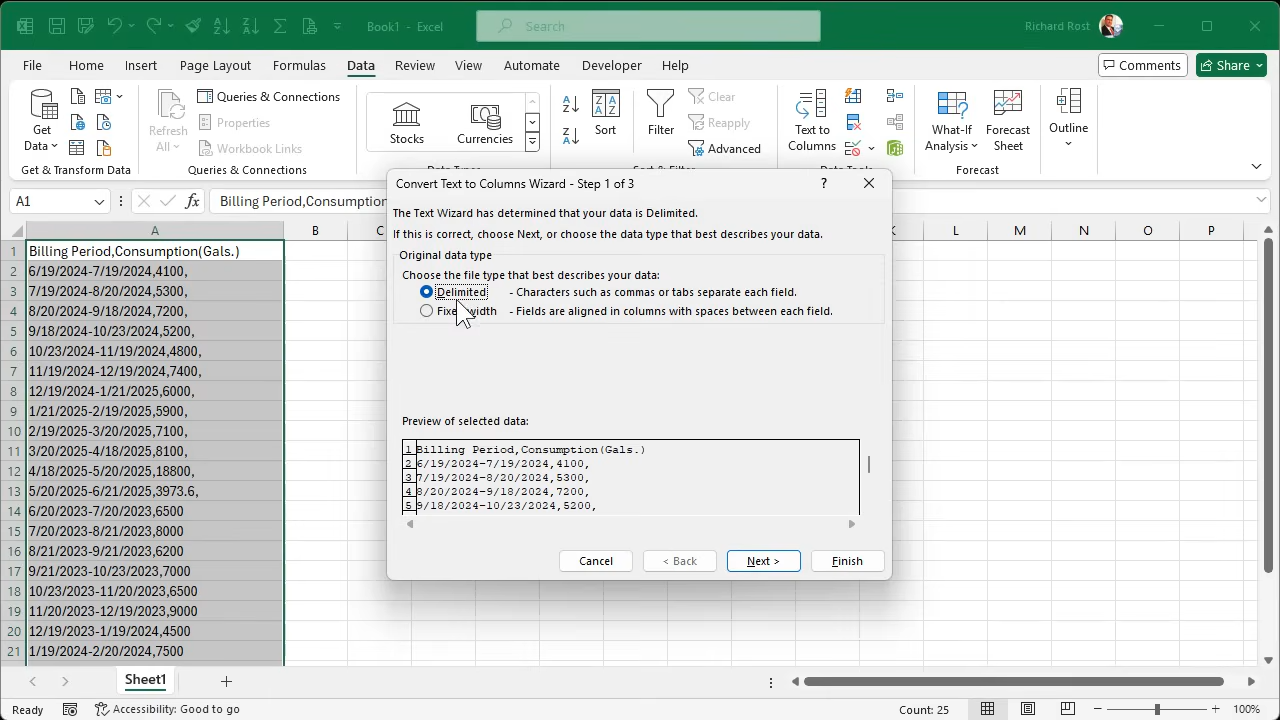 Book1 - Excel
Search
Richard Rost
File Home Insert Page Layout Formulas Data Review View Automate Developer Help
Comments
Share
Get Data
Refresh All
Queries & Connections
Properties
Workbook Links
Stocks
Currencies
Sort
Filter
Clear
Reapply
Advanced
Text to Columns
What-If Analysis
Forecast Sheet
Outline
Get & Transform Data
Queries & Connections
Forecast
A1
fx
Billing Period,Consumption
A B C L M N O P
1 Billing Period,Consumption(Gals.)
2 6/19/2024-7/19/2024,4100,
3 7/19/2024-8/20/2024,5300,
4 8/20/2024-9/18/2024,7200,
5 9/18/2024-10/23/2024,5200,
6 10/23/2024-11/19/2024,4800,
7 11/19/2024-12/19/2024,7400,
8 12/19/2024-1/21/2025,6000,
9 1/21/2025-2/19/2025,5900,
10 2/19/2025-3/20/2025,7100,
11 3/20/2025-4/18/2025,8100,
12 4/18/2025-5/20/2025,18800,
13 5/20/2025-6/21/2025,3973.6,
14 6/20/2023-7/20/2023,6500
15 7/20/2023-8/21/2023,8000
16 8/21/2023-9/21/2023,6200
17 9/21/2023-10/23/2023,7000
18 10/23/2023-11/20/2023,6500
19 11/20/2023-12/19/2023,9000
20 12/19/2023-1/19/2024,4500
21 1/19/2024-2/20/2024,7500
Convert Text to Columns Wizard - Step 1 of 3
?
The Text Wizard has determined that your data is Delimited.
If this is correct, choose Next, or choose the data type that best describes your data.
Original data type
Choose the file type that best describes your data:
Delimited - Characters such as commas or tabs separate each field.
Fixed width - Fields are aligned in columns with spaces between each field.
Preview of selected data:
1 Billing Period,Consumption(Gals.)
2 6/19/2024-7/19/2024,4100,
3 7/19/2024-8/20/2024,5300,
4 8/20/2024-9/18/2024,7200,
5 9/18/2024-10/23/2024,5200,
Cancel
< Back
Next >
Finish
Sheet1
Ready
Accessibility: Good to go
Count: 25
100%